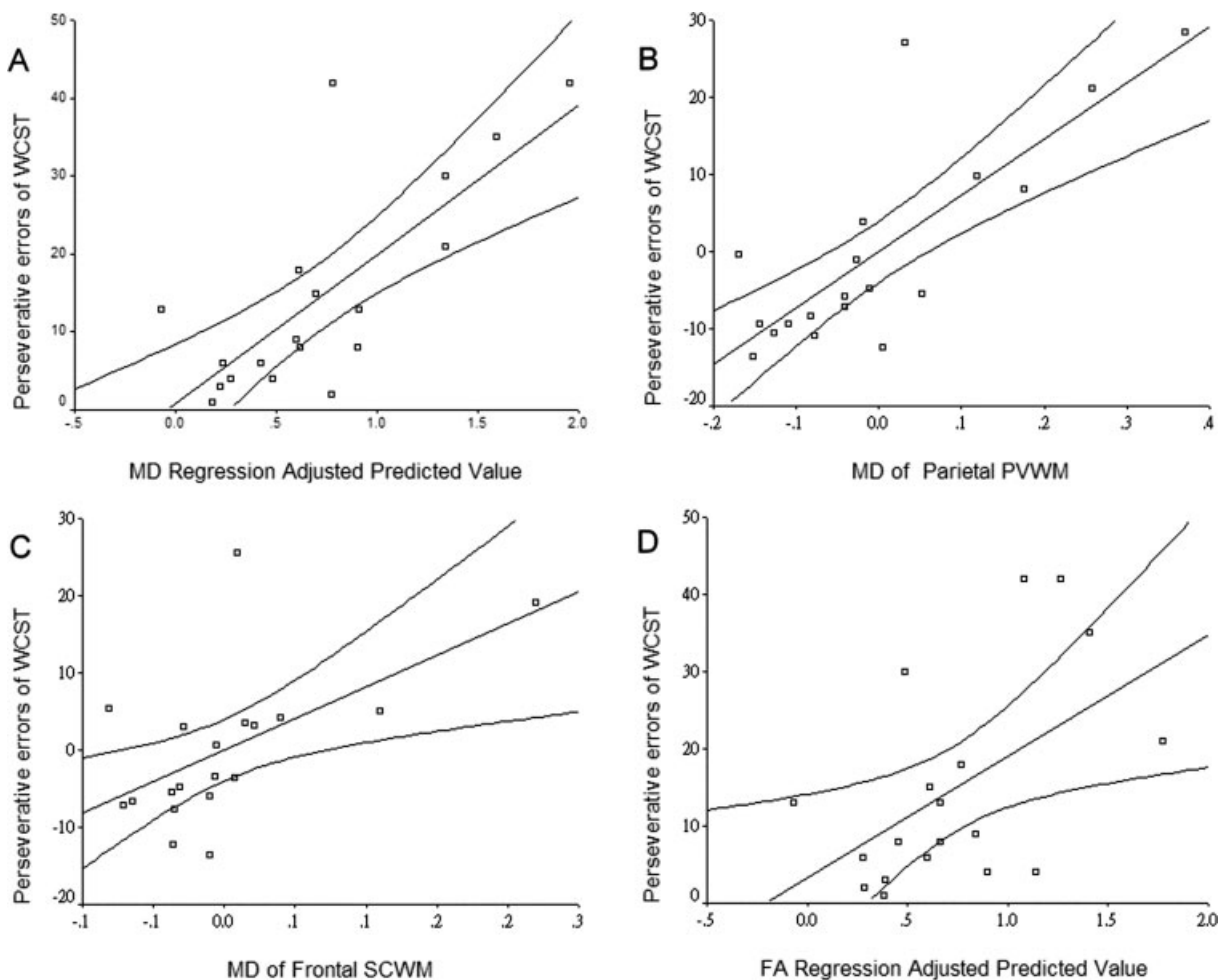 A
Perseverative errors of WCST
50
40
30
20
10
0
-.5 0.0 .5 1.0 1.5 2.0
MD Regression Adjusted Predicted Value
B
Perseverative errors of WCST
30
20
10
0
-10
-20
-.2 -.1 0.0 .1 .2 .3 .4
MD of Parietal PVWM
C
Perseverative errors of WCST
30
20
10
0
-10
-20
-.1 -.1 0.0 .1 .1 .2 .2 .3
MD of Frontal SCWM
D
Perseverative errors of WCST
50
40
30
20
10
0
-.5 0.0 .5 1.0 1.5 2.0
FA Regression Adjusted Predicted Value